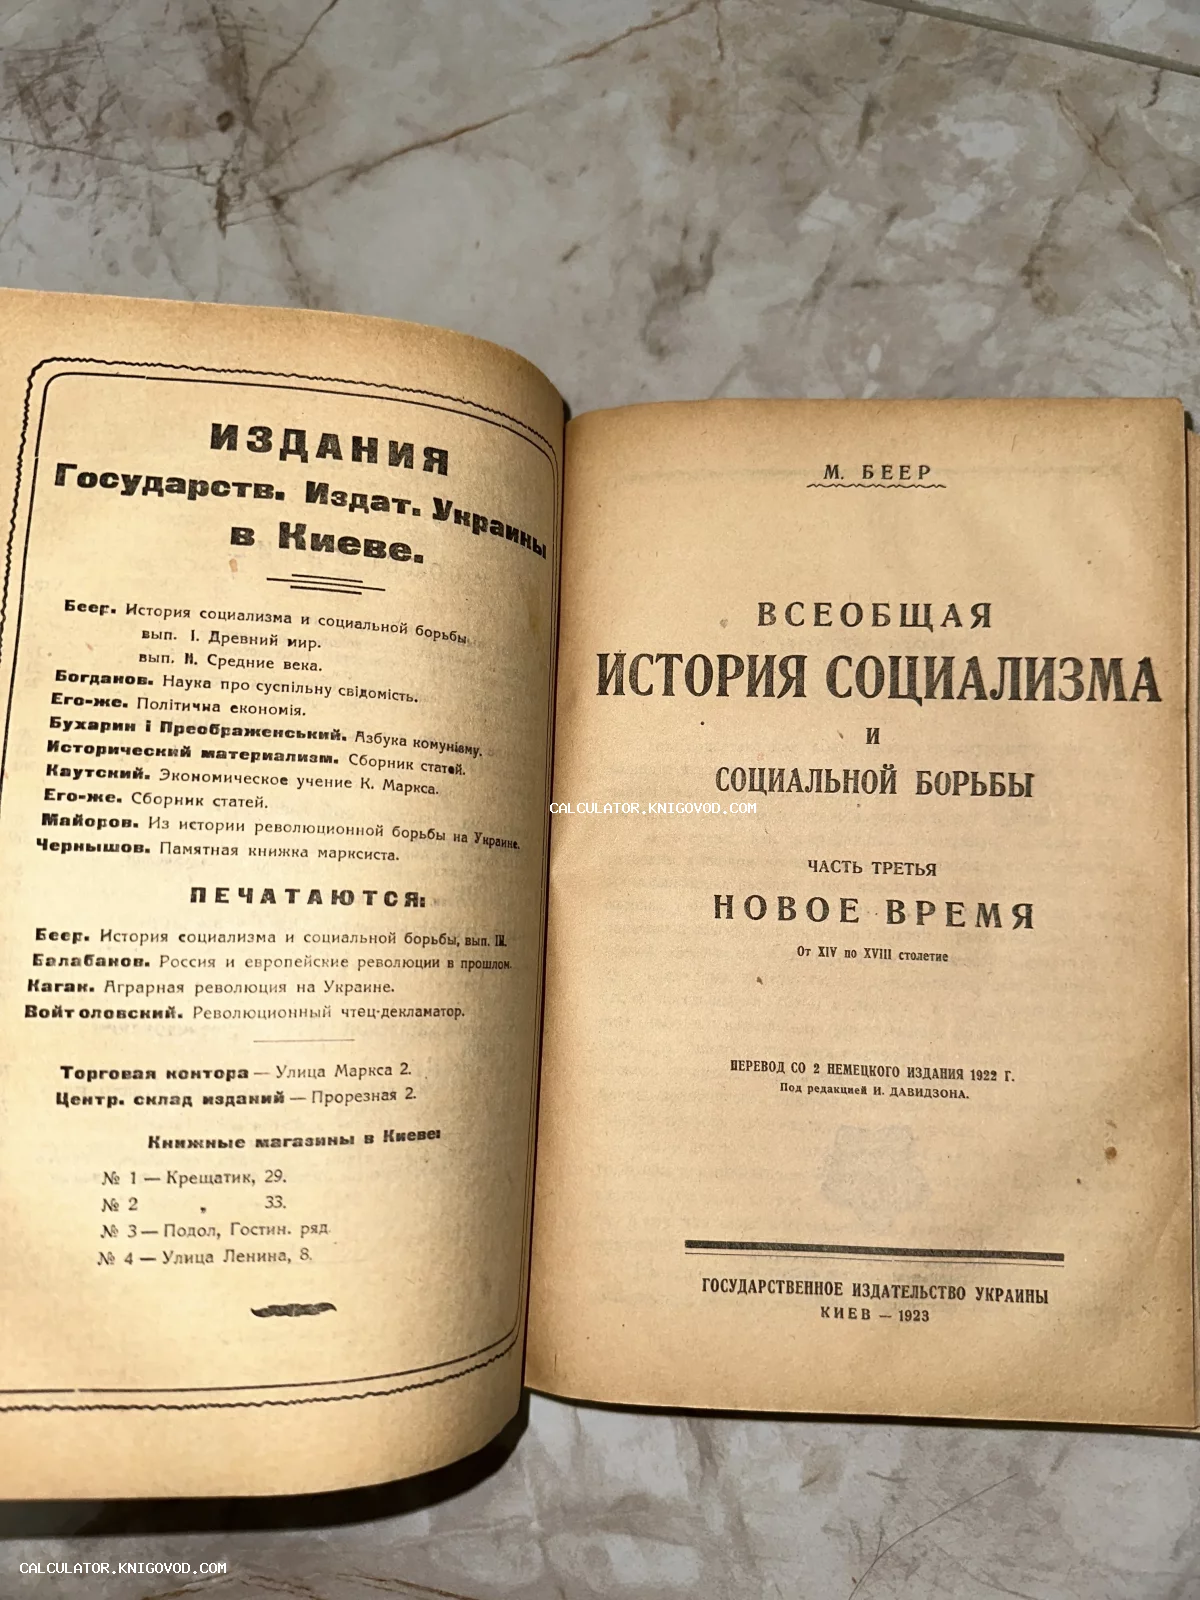 ИЗДАНИЯ
Государств. Издат. Украины
в Киеве.
Беер. История социализма и социальной борьбы
вып. I. Древний мир.
вып. II. Средние века.
Богданов. Наука про суспільну свідомість.
Его-же. Політична економія.
Бухарин і Преображенський. Азбука комунізму.
Исторический материализм. Сборник статей.
Каутский. Экономическое учение К. Маркса.
Его-же. Сборник статей.
Майоров. Из истории революционной борьбы на Украине.
Чернышов. Памятная книжка марксиста.
ПЕЧАТАЮТСЯ:
Беер. История социализма и социальной борьбы, вып. III.
Балабанов. Россия и европейские революции в прошлом.
Каган. Аграрная революция на Украине.
Войтоловский. Революционный чтец-декламатор.
Торговая контора — Улица Маркса 2.
Центр. склад изданий — Прорезная 2.
Книжные магазины в Киеве:
№ 1 — Крещатик, 29.
№ 2 „ 33.
№ 3 — Подол, Гостин. ряд
№ 4 — Улица Ленина, 8.
М. БЕЕР
ВСЕОБЩАЯ
ИСТОРИЯ СОЦИАЛИЗМА
И
СОЦИАЛЬНОЙ БОРЬБЫ
CALCULATOR.KNIGOVOD.COM
ЧАСТЬ ТРЕТЬЯ
НОВОЕ ВРЕМЯ
От XIV по XVIII столетие
ПЕРЕВОД СО 2 НЕМЕЦКОГО ИЗДАНИЯ 1922 Г.
Под редакцией И. ДАВИДЗОНА.
ГОСУДАРСТВЕННОЕ ИЗДАТЕЛЬСТВО УКРАИНЫ
КИЕВ — 1923
CALCULATOR.KNIGOVOD.COM